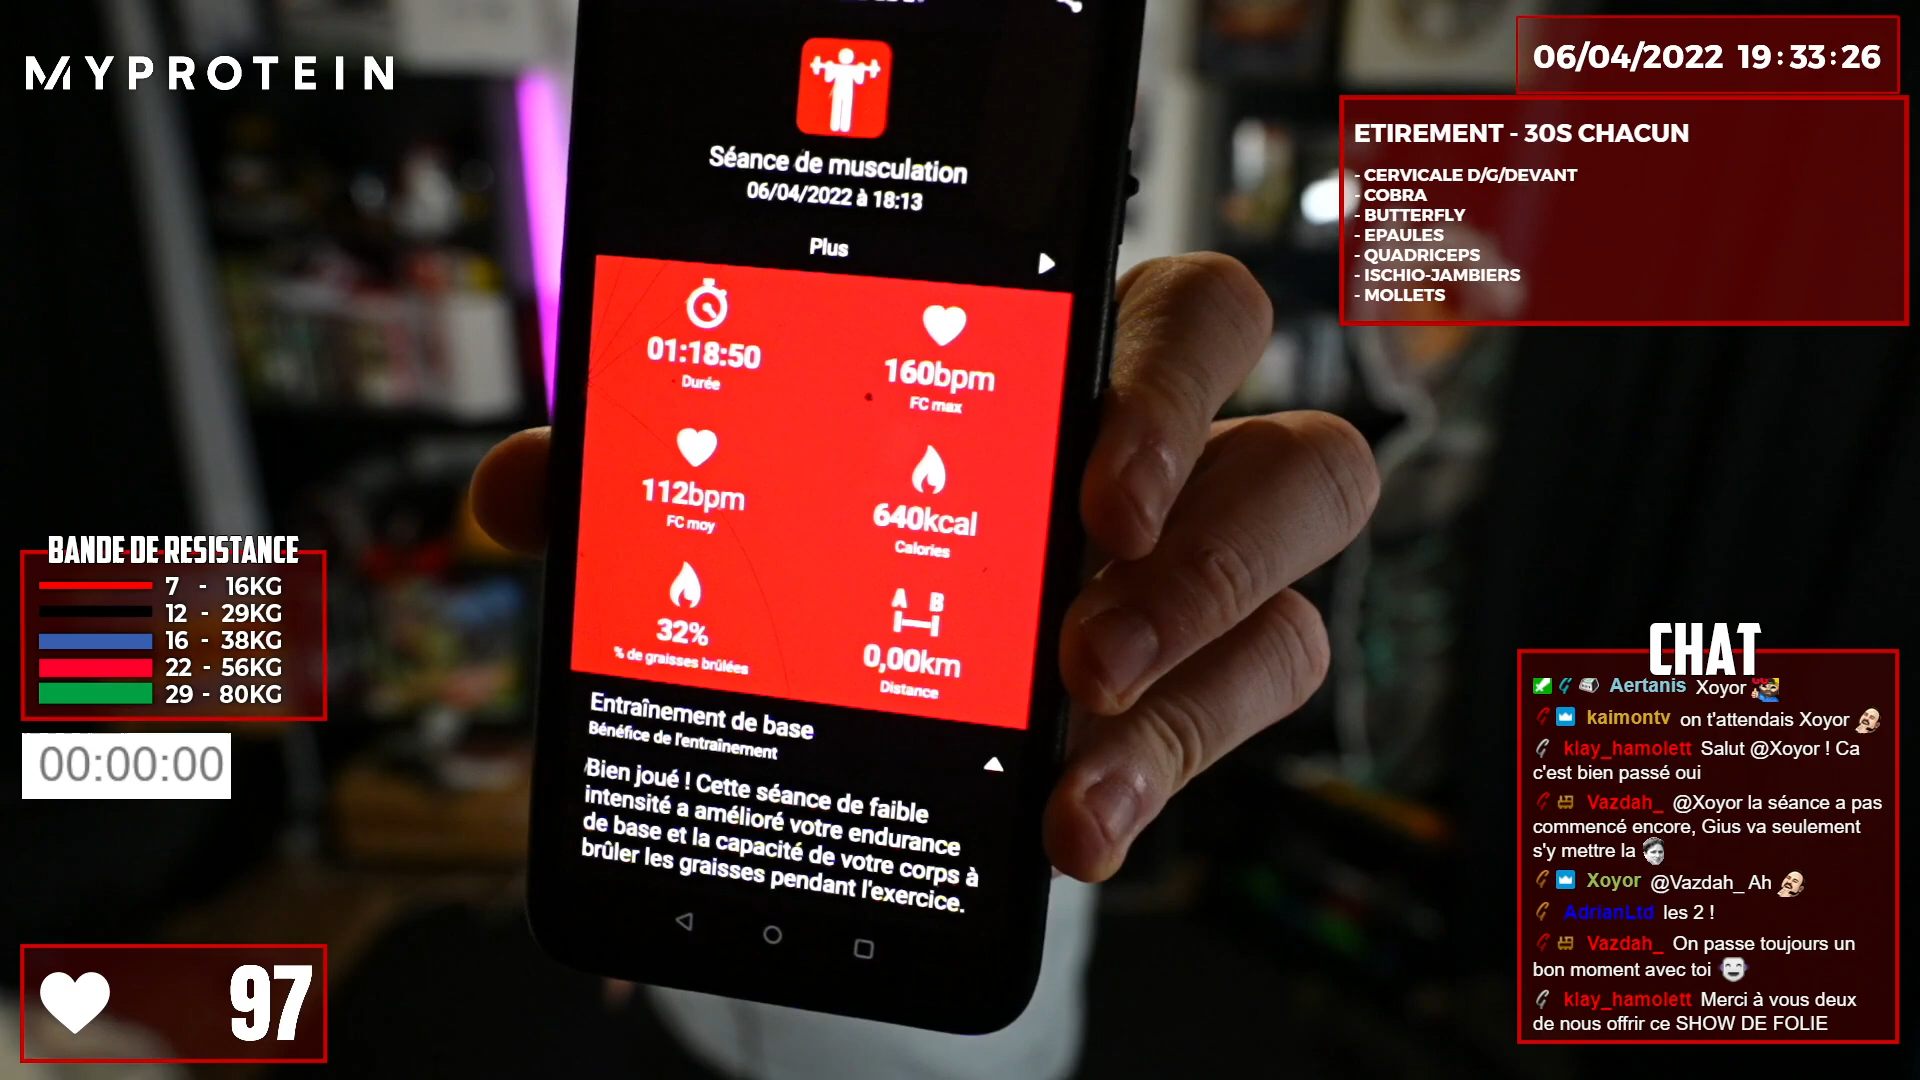 MYPROTEIN
06/04/2022 19:33:26
ETIREMENT - 30S CHACUN
- CERVICALE D/G/DEVANT
- COBRA
- BUTTERFLY
- EPAULES
- QUADRICEPS
- ISCHIO-JAMBIERS
- MOLLETS
Séance de musculation
06/04/2022 à 18:13
Plus
01:18:50
Durée
160bpm
FC max
112bpm
FC moy
640kcal
Calories
32%
% de graisses brûlées
A B
0,00km
Distance
Entraînement de base
Bénéfice de l'entraînement
Bien joué ! Cette séance de faible
intensité a amélioré votre endurance
de base et la capacité de votre corps à
brûler les graisses pendant l'exercice.
BANDE DE RESISTANCE
7 - 16KG
12 - 29KG
16 - 38KG
22 - 56KG
29 - 80KG
00:00:00
97
CHAT
Aertanis Xoyor
kaimontv on t'attendais Xoyor
klay_hamolett Salut @Xoyor ! Ca
c'est bien passé oui
Vazdah_ @Xoyor la séance a pas
commencé encore, Gius va seulement
s'y mettre la
Xoyor @Vazdah_ Ah
AdrianLtd les 2 !
Vazdah_ On passe toujours un
bon moment avec toi
klay_hamolett Merci à vous deux
de nous offrir ce SHOW DE FOLIE